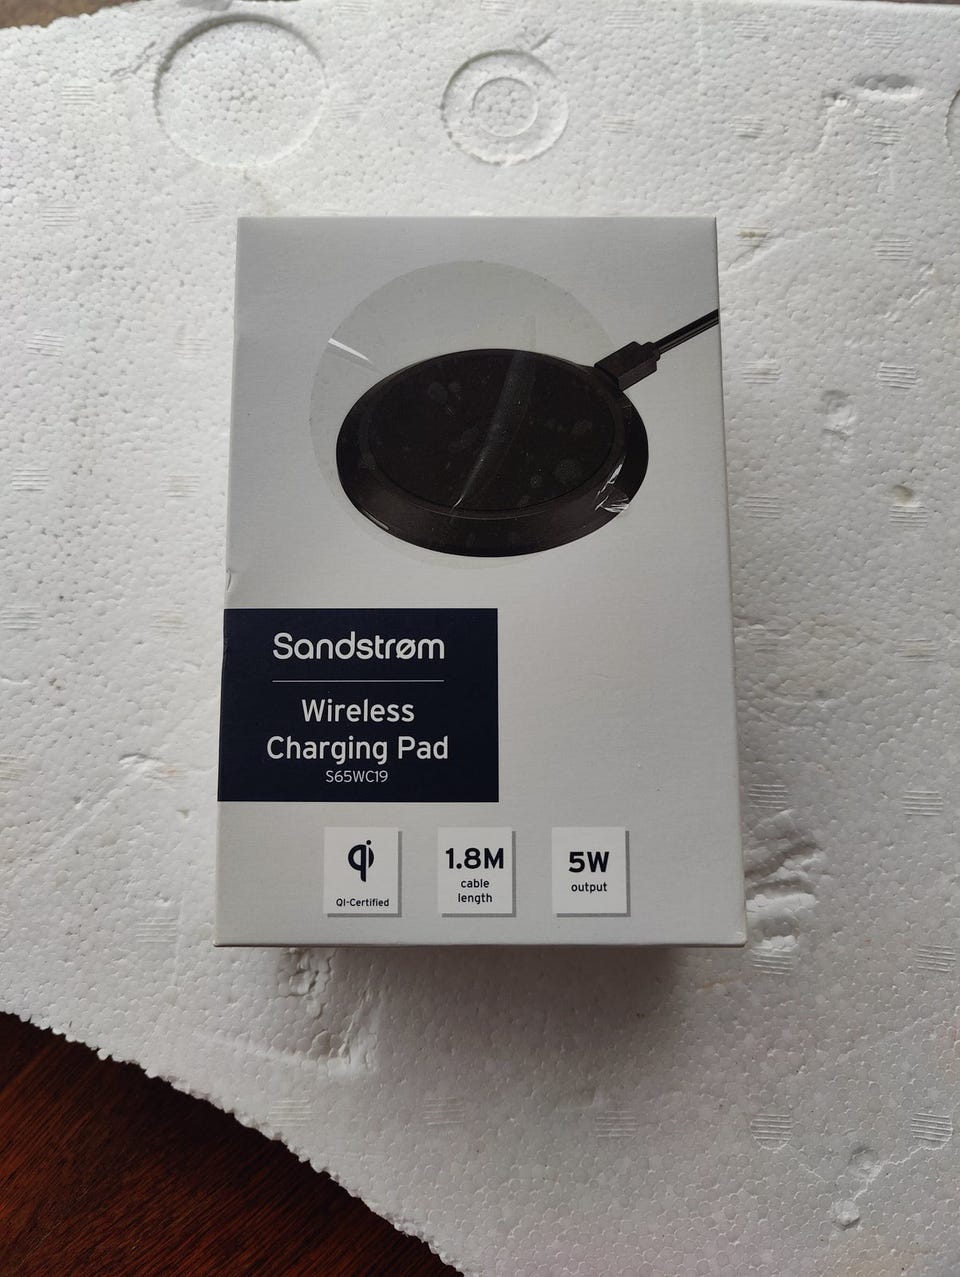 Sandstrøm
Wireless
Charging Pad
S65WC19
QI-Certified
1.8M
cable
length
5W
output